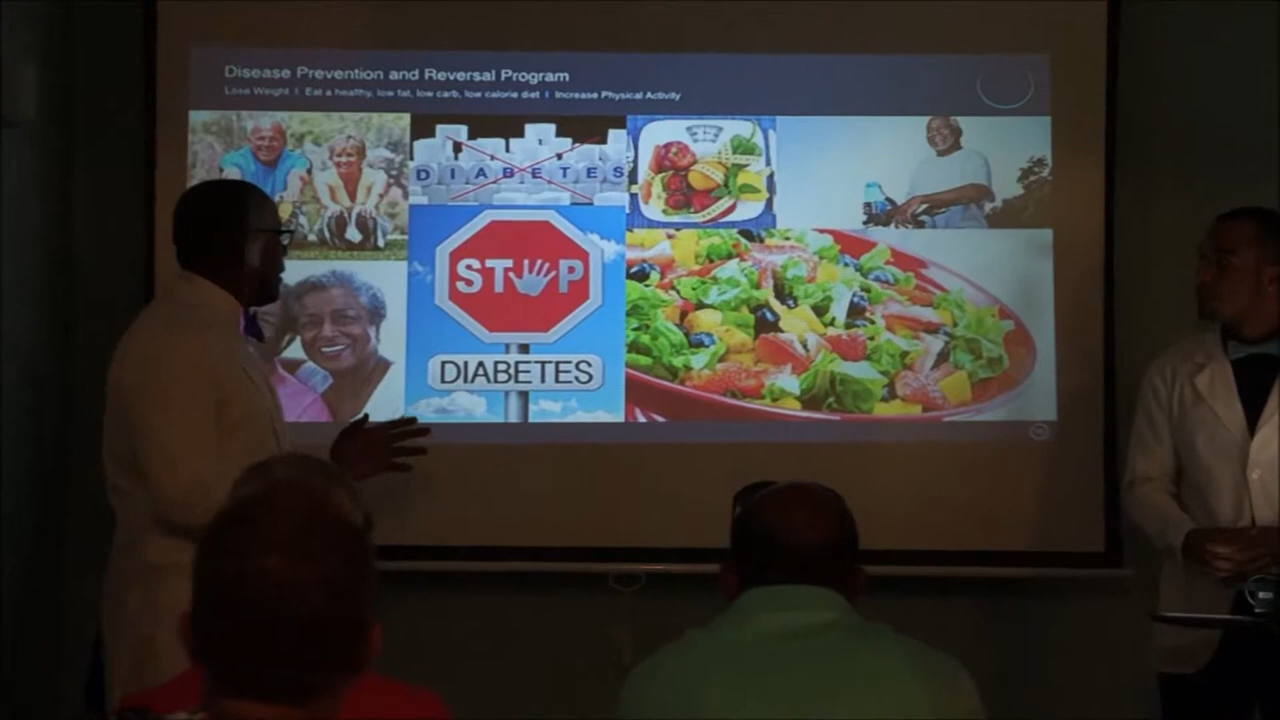 Disease Prevention and Reversal Program
Lose Weight | Eat a healthy, low fat, low carb, low calorie diet | Increase Physical Activity
DIABETES
STOP
DIABETES